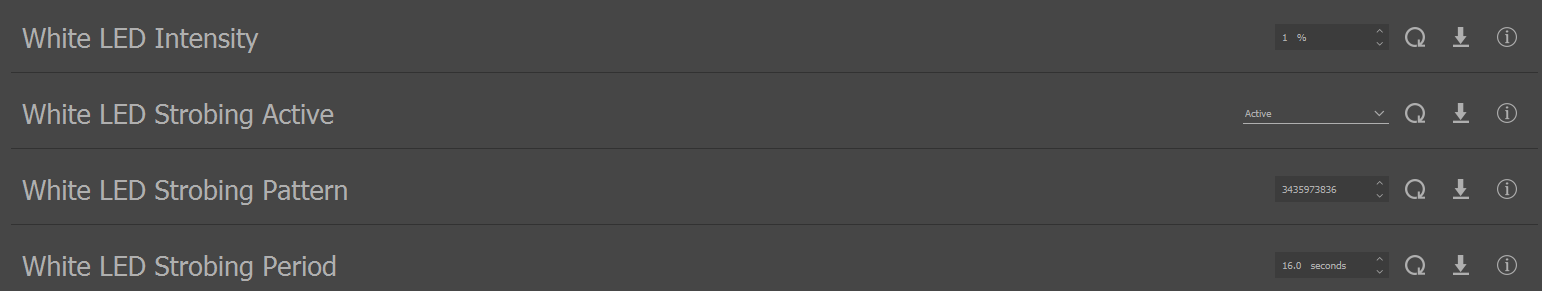 White LED Intensity 1 %
White LED Strobing Active Active
White LED Strobing Pattern 3435973836
White LED Strobing Period 16.0 seconds